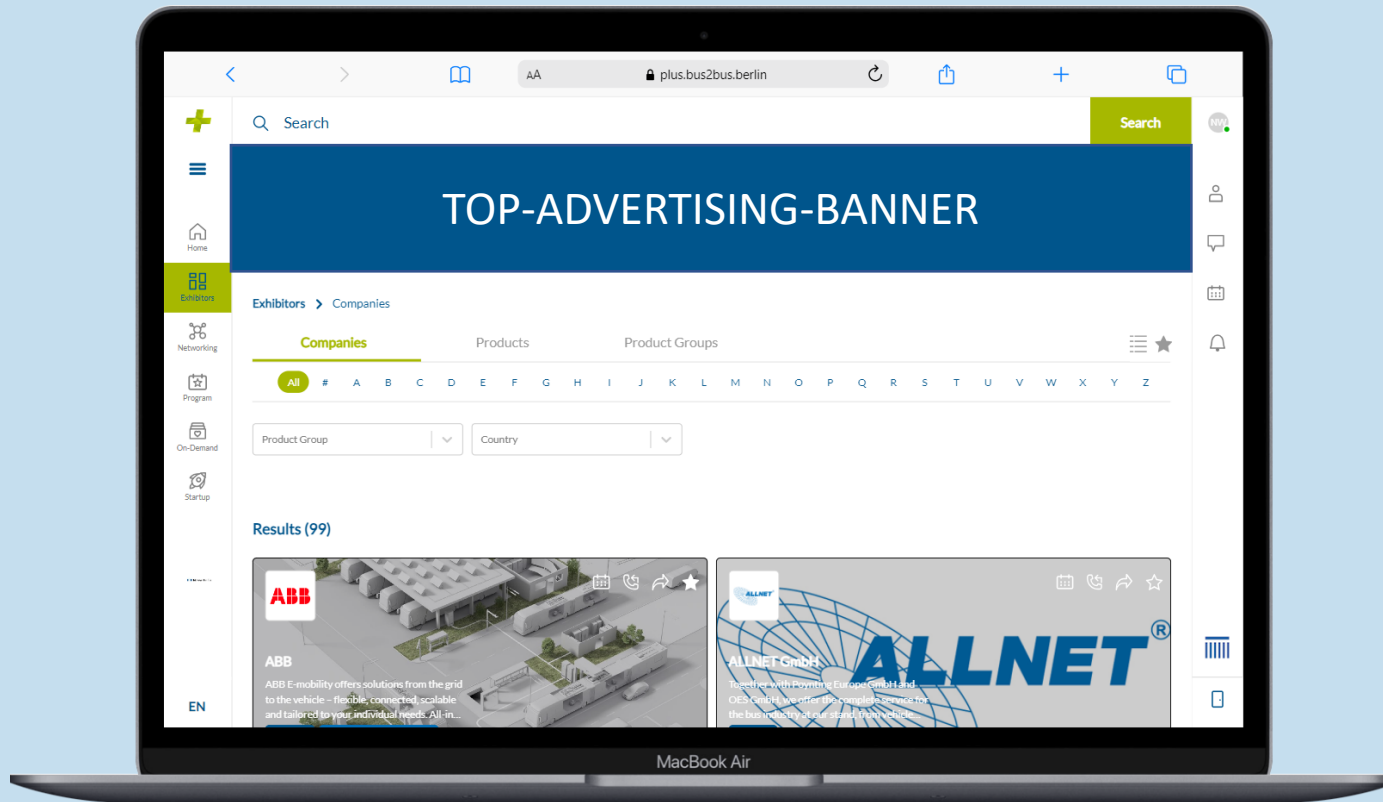 AA
plus.bus2bus.berlin
Search
Search
NW
TOP-ADVERTISING-BANNER
Home
Exhibitors
Networking
Program
On-Demand
Startup
EN
Exhibitors > Companies
Companies Products Product Groups
All # A B C D E F G H I J K L M N O P Q R S T U V W X Y Z
Product Group Country
Results (99)
ABB
ABB
ABB E-mobility offers solutions from the grid
to the vehicle – flexible, connected, scalable
and tailored to your individual needs. All-in...
ALLNET
ALLNET®
ALLNET GmbH
Together with Poynting Europe GmbH and
OES GmbH, we offer the complete service for
the bus industry at our stand, from vehicle...
MacBook Air